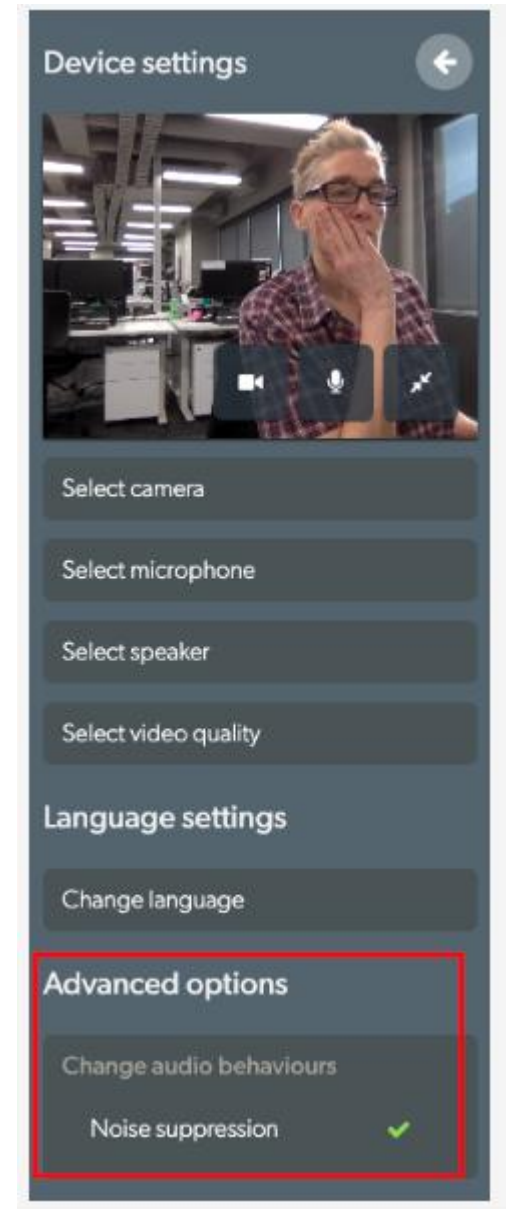 Device settings
Select camera
Select microphone
Select speaker
Select video quality
Language settings
Change language
Advanced options
Change audio behaviours
Noise suppression